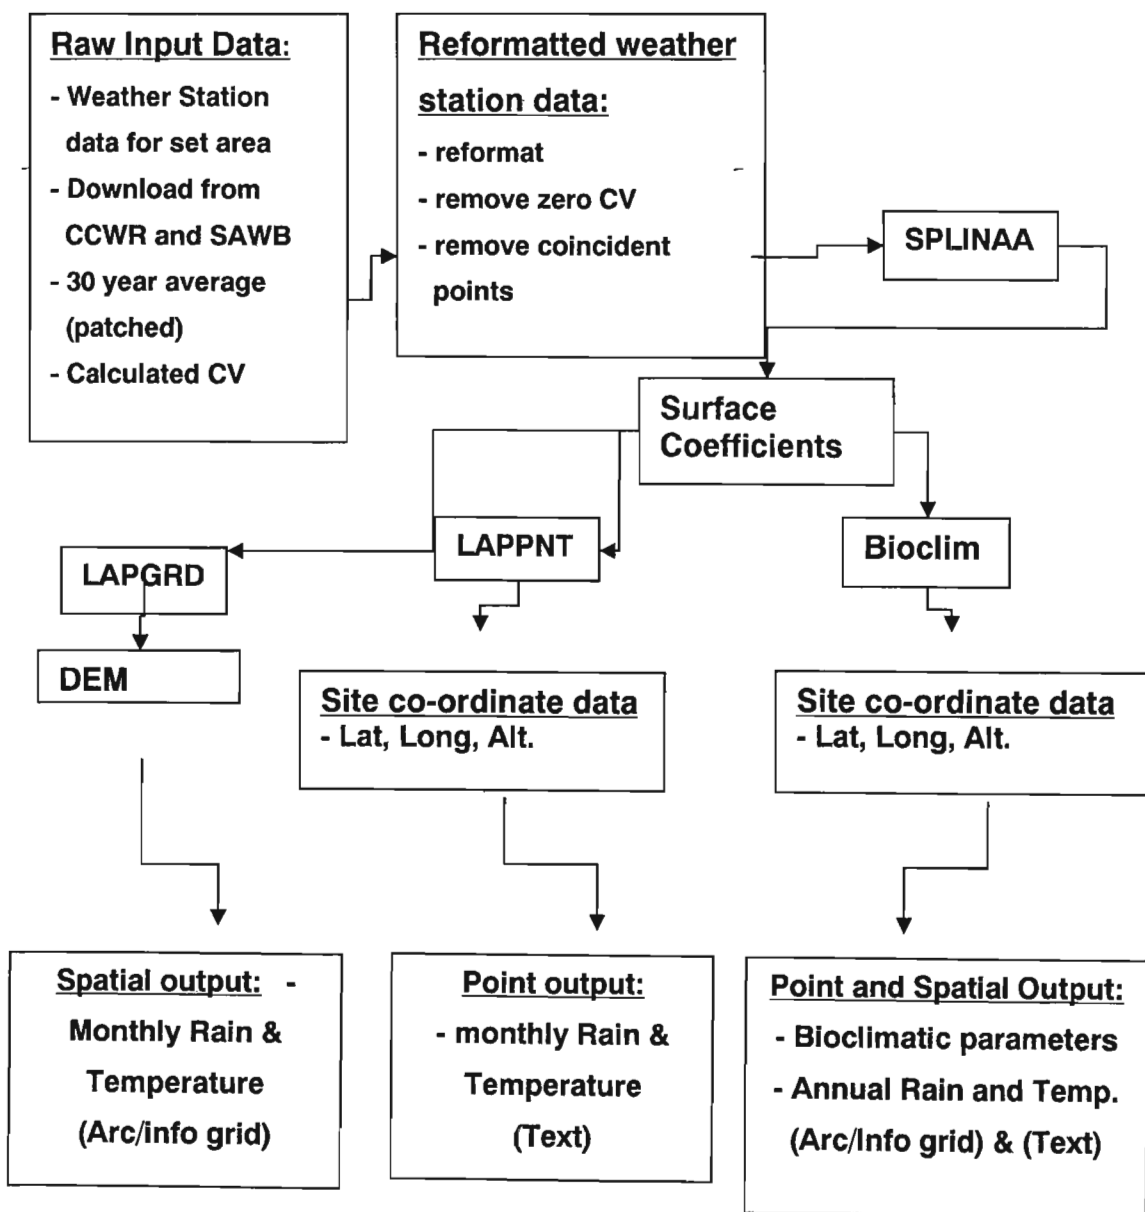 Raw Input Data:
- Weather Station
data for set area
- Download from
CCWR and SAWB
- 30 year average
(patched)
- Calculated CV
Reformatted weather
station data:
- reformat
- remove zero CV
- remove coincident
points
SPLINAA
Surface
Coefficients
LAPGRD
LAPPNT
Bioclim
DEM
Site co-ordinate data
- Lat, Long, Alt.
Site co-ordinate data
- Lat, Long, Alt.
Spatial output: -
Monthly Rain &
Temperature
(Arc/info grid)
Point output:
- monthly Rain &
Temperature
(Text)
Point and Spatial Output:
- Bioclimatic parameters
- Annual Rain and Temp.
(Arc/Info grid) & (Text)